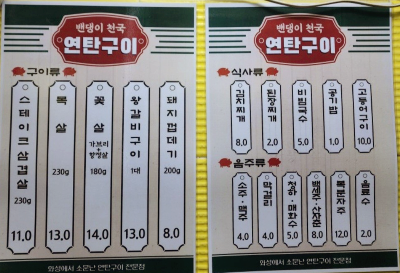 밴댕이 천국
연탄구이
구이류
스테이크삼겹살 230g 11.0
목살 230g 13.0
꽃살 가브리+항정살 180g 14.0
왕갈비구이 1대 13.0
돼지껍데기 200g 8.0
화성에서 소문난 연탄구이 전문점
밴댕이 천국
연탄구이
식사류
김치찌개 8.0
된장찌개 2.0
비빔국수 5.0
공기밥 1.0
고등어구이 10.0
음주류
소주·맥주 4.0
막걸리 4.0
청하·매화수 5.0
백세주·산사춘 8.0
복분자주 12.0
음료수 2.0
화성에서 소문난 연탄구이 전문점